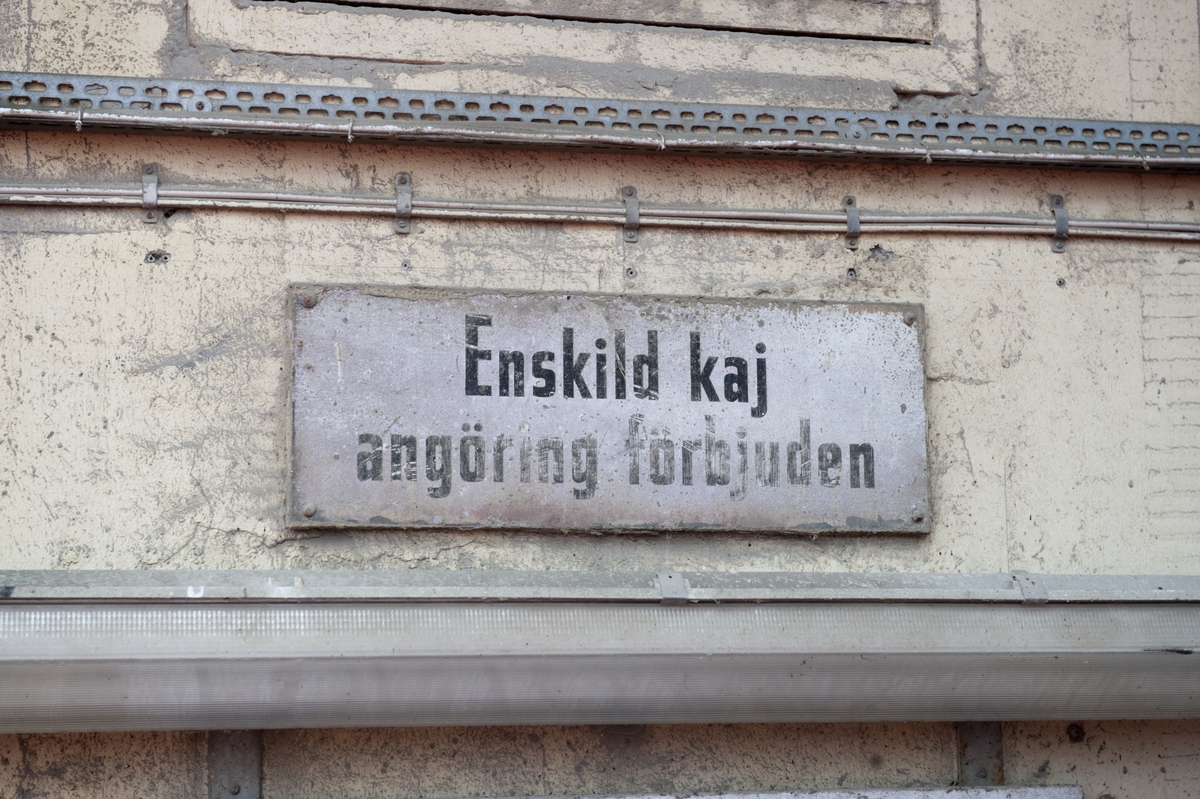 Enskild kaj
angöring förbjuden